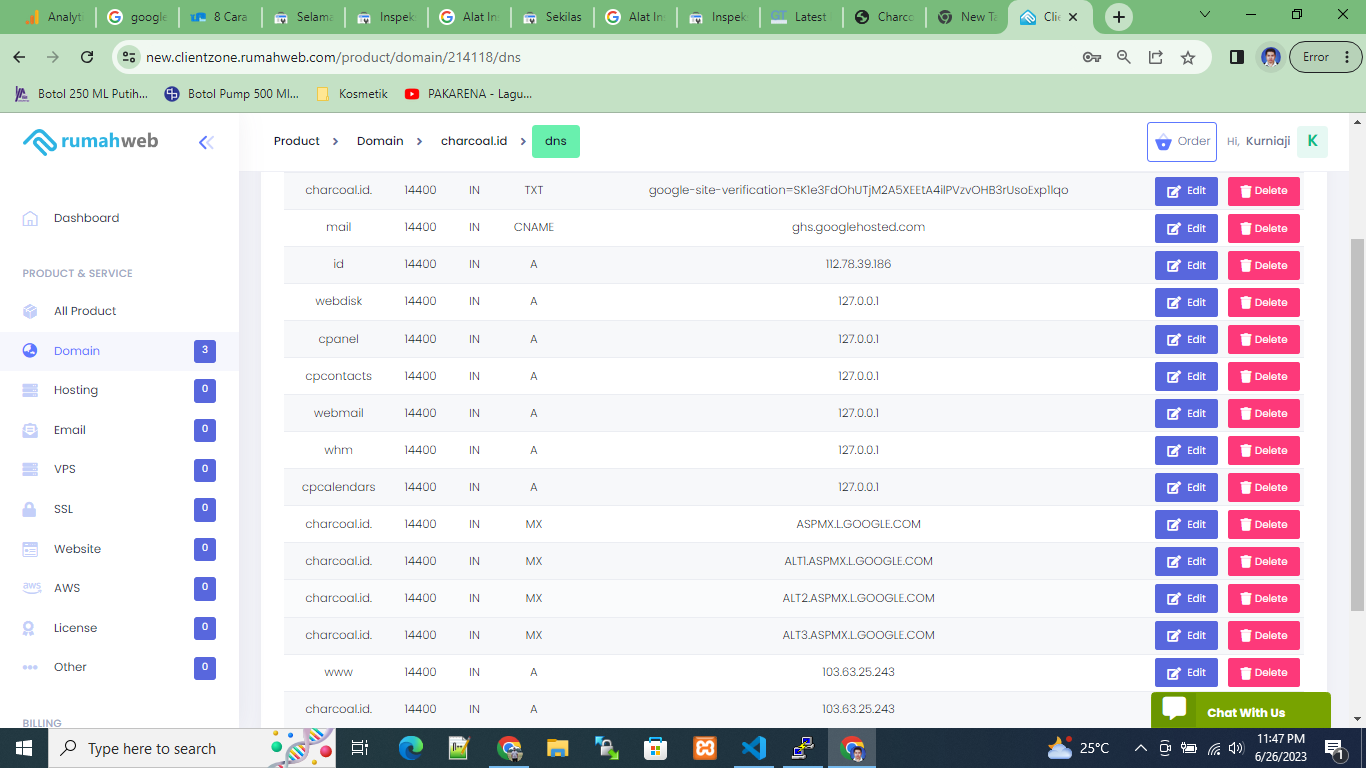 Analyt
google
8 Cara
Selama
Inspek
Alat In
Sekilas
Alat In
Inspek
Latest
Charco
New Ta
Clie
new.clientzone.rumahweb.com/product/domain/214118/dns
Error
Botol 250 ML Putih...
Botol Pump 500 Ml...
Kosmetik
PAKARENA - Lagu...
rumahweb
Product > Domain > charcoal.id > dns
Order
Hi, Kurniaji K
Dashboard
PRODUCT & SERVICE
All Product
Domain 3
Hosting 0
Email 0
VPS 0
SSL 0
Website 0
AWS 0
License 0
Other 0
BILLING
charcoal.id. 14400 IN TXT google-site-verification=SK1e3FdOhUTjM2A5XEEtA4ilPVzvOHB3rUsoExp1Iqo Edit Delete
mail 14400 IN CNAME ghs.googlehosted.com Edit Delete
id 14400 IN A 112.78.39.186 Edit Delete
webdisk 14400 IN A 127.0.0.1 Edit Delete
cpanel 14400 IN A 127.0.0.1 Edit Delete
cpcontacts 14400 IN A 127.0.0.1 Edit Delete
webmail 14400 IN A 127.0.0.1 Edit Delete
whm 14400 IN A 127.0.0.1 Edit Delete
cpcalendars 14400 IN A 127.0.0.1 Edit Delete
charcoal.id. 14400 IN MX ASPMX.L.GOOGLE.COM Edit Delete
charcoal.id. 14400 IN MX ALT1.ASPMX.L.GOOGLE.COM Edit Delete
charcoal.id. 14400 IN MX ALT2.ASPMX.L.GOOGLE.COM Edit Delete
charcoal.id. 14400 IN MX ALT3.ASPMX.L.GOOGLE.COM Edit Delete
www 14400 IN A 103.63.25.243 Edit Delete
charcoal.id. 14400 IN A 103.63.25.243
Chat With Us
Type here to search
25°C
11:47 PM
6/26/2023
1